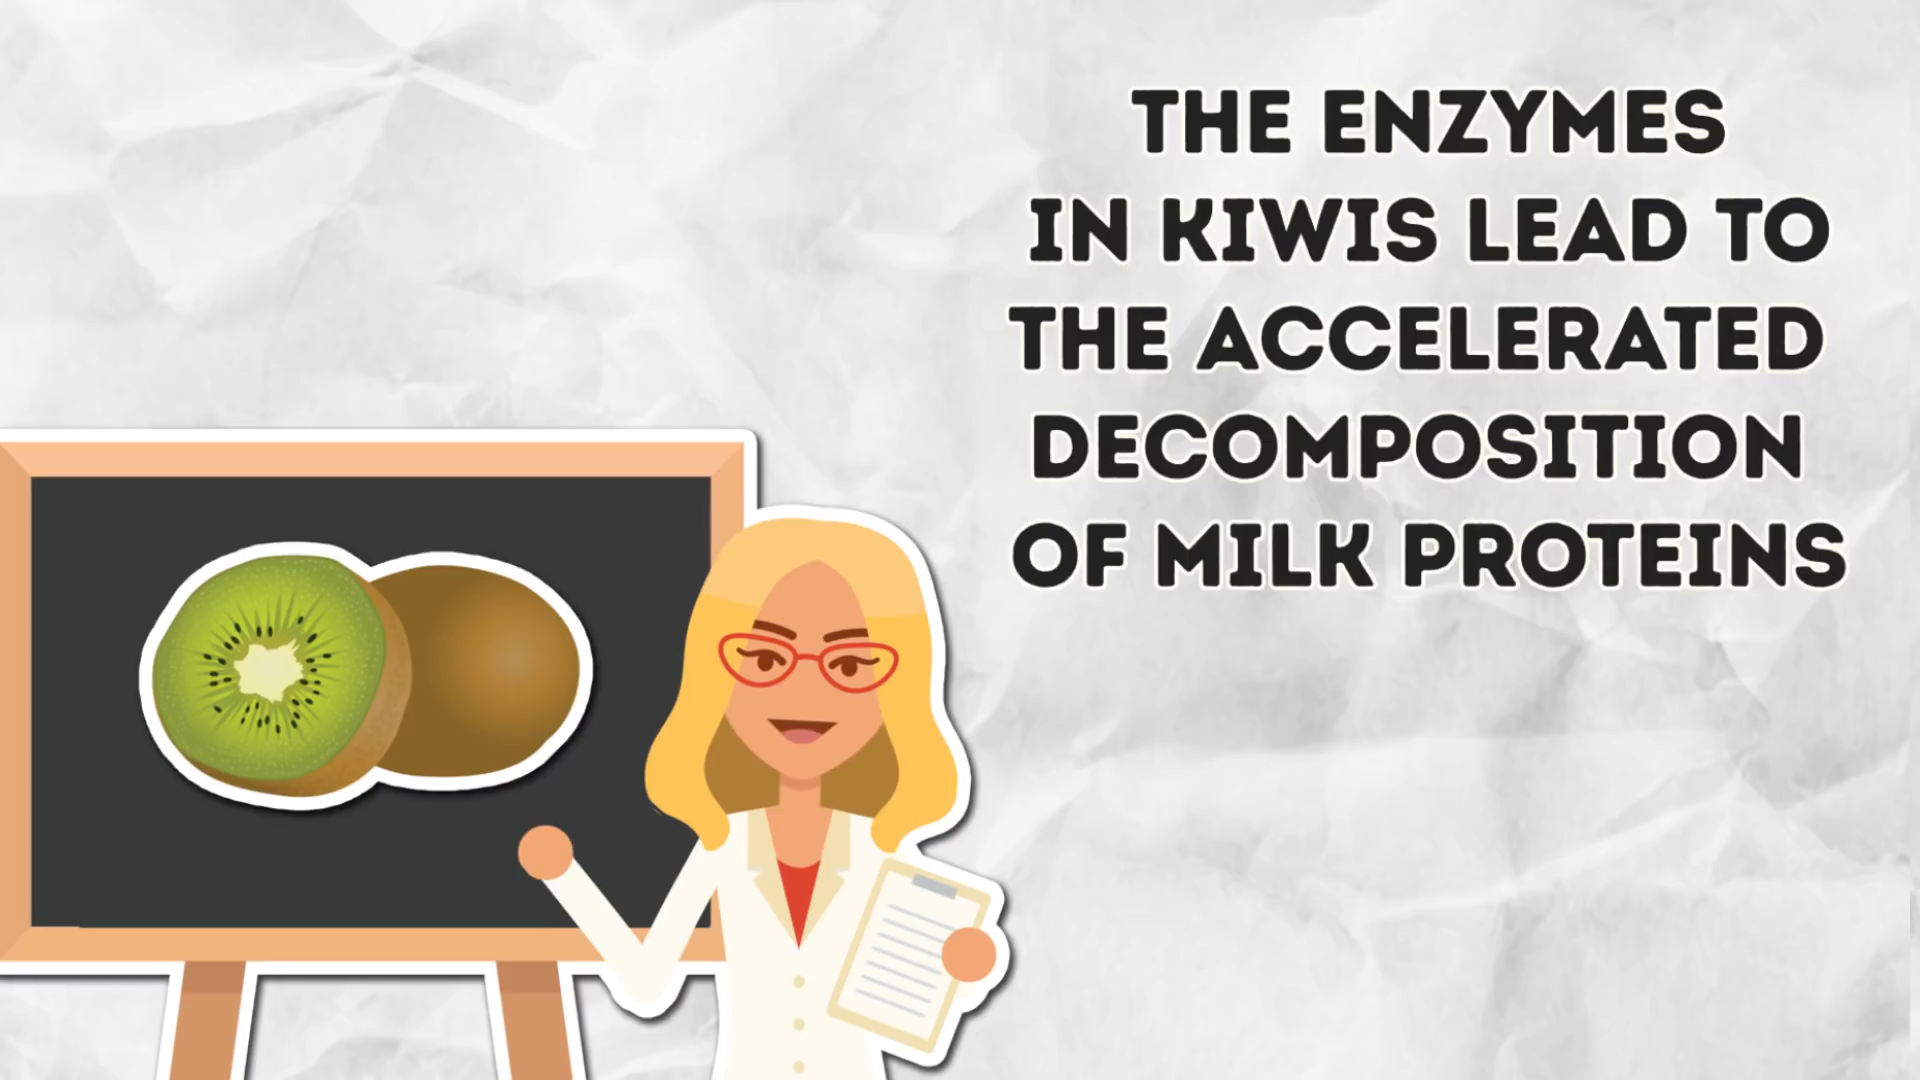 THE ENZYMES
IN KIWIS LEAD TO
THE ACCELERATED
DECOMPOSITION
OF MILK PROTEINS